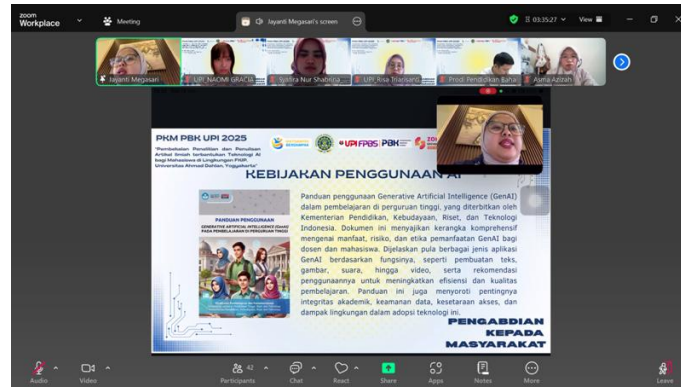 zoom
Workplace
Meeting
Jayanti Megasari's screen
03:35:27
View
Jayanti Megasari
UPI_NAOMI GRACIA
Syahira Nur Shabrina
UPI_Risa Triarisanti
Prodi Pendidikan Bahas
Asma Azizah
PKM PBK UPI 2025
"Pembekalan Penelitian dan Penulisan
Artikel Ilmiah terbentukan Teknologi AI
bagi Mahasiswa di Lingkungan FKIP,
Universitas Ahmad Dahlan, Yogyakarta"
UPI FPBS PBK
KEBIJAKAN PENGGUNAAN AI
PANDUAN PENGGUNAAN
GENERATIVE ARTIFICIAL INTELLIGENCE (GenAI)
PADA PEMBELAJARAN DI PERGURUAN TINGGI
Panduan penggunaan Generative Artificial Intelligence (GenAI)
dalam pembelajaran di perguruan tinggi, yang diterbitkan oleh
Kementerian Pendidikan, Kebudayaan, Riset, dan Teknologi
Indonesia. Dokumen ini menyajikan kerangka komprehensif
mengenai manfaat, risiko, dan etika pemanfaatan GenAI bagi
dosen dan mahasiswa. Dijelaskan pula berbagai jenis aplikasi
GenAI berdasarkan fungsinya, seperti pembuatan teks,
gambar, suara, hingga video, serta rekomendasi
penggunaannya untuk meningkatkan efisiensi dan kualitas
pembelajaran. Panduan ini juga menyoroti pentingnya
integritas akademik, keamanan data, kesetaraan akses, dan
dampak lingkungan dalam adopsi teknologi ini.
PENGABDIAN
KEPADA
MASYARAKAT
Audio
Video
42
Participants
Chat
React
Share
Apps
Notes
More
Leave